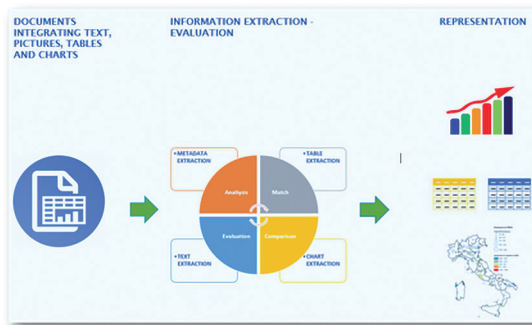 DOCUMENTS
INTEGRATING TEXT,
PICTURES, TABLES
AND CHARTS
INFORMATION EXTRACTION -
EVALUATION
REPRESENTATION
• METADATA
EXTRACTION
• TABLE
EXTRACTION
Analysis
Match
Evaluation
Comparison
• TEXT
EXTRACTION
• CHART
EXTRACTION